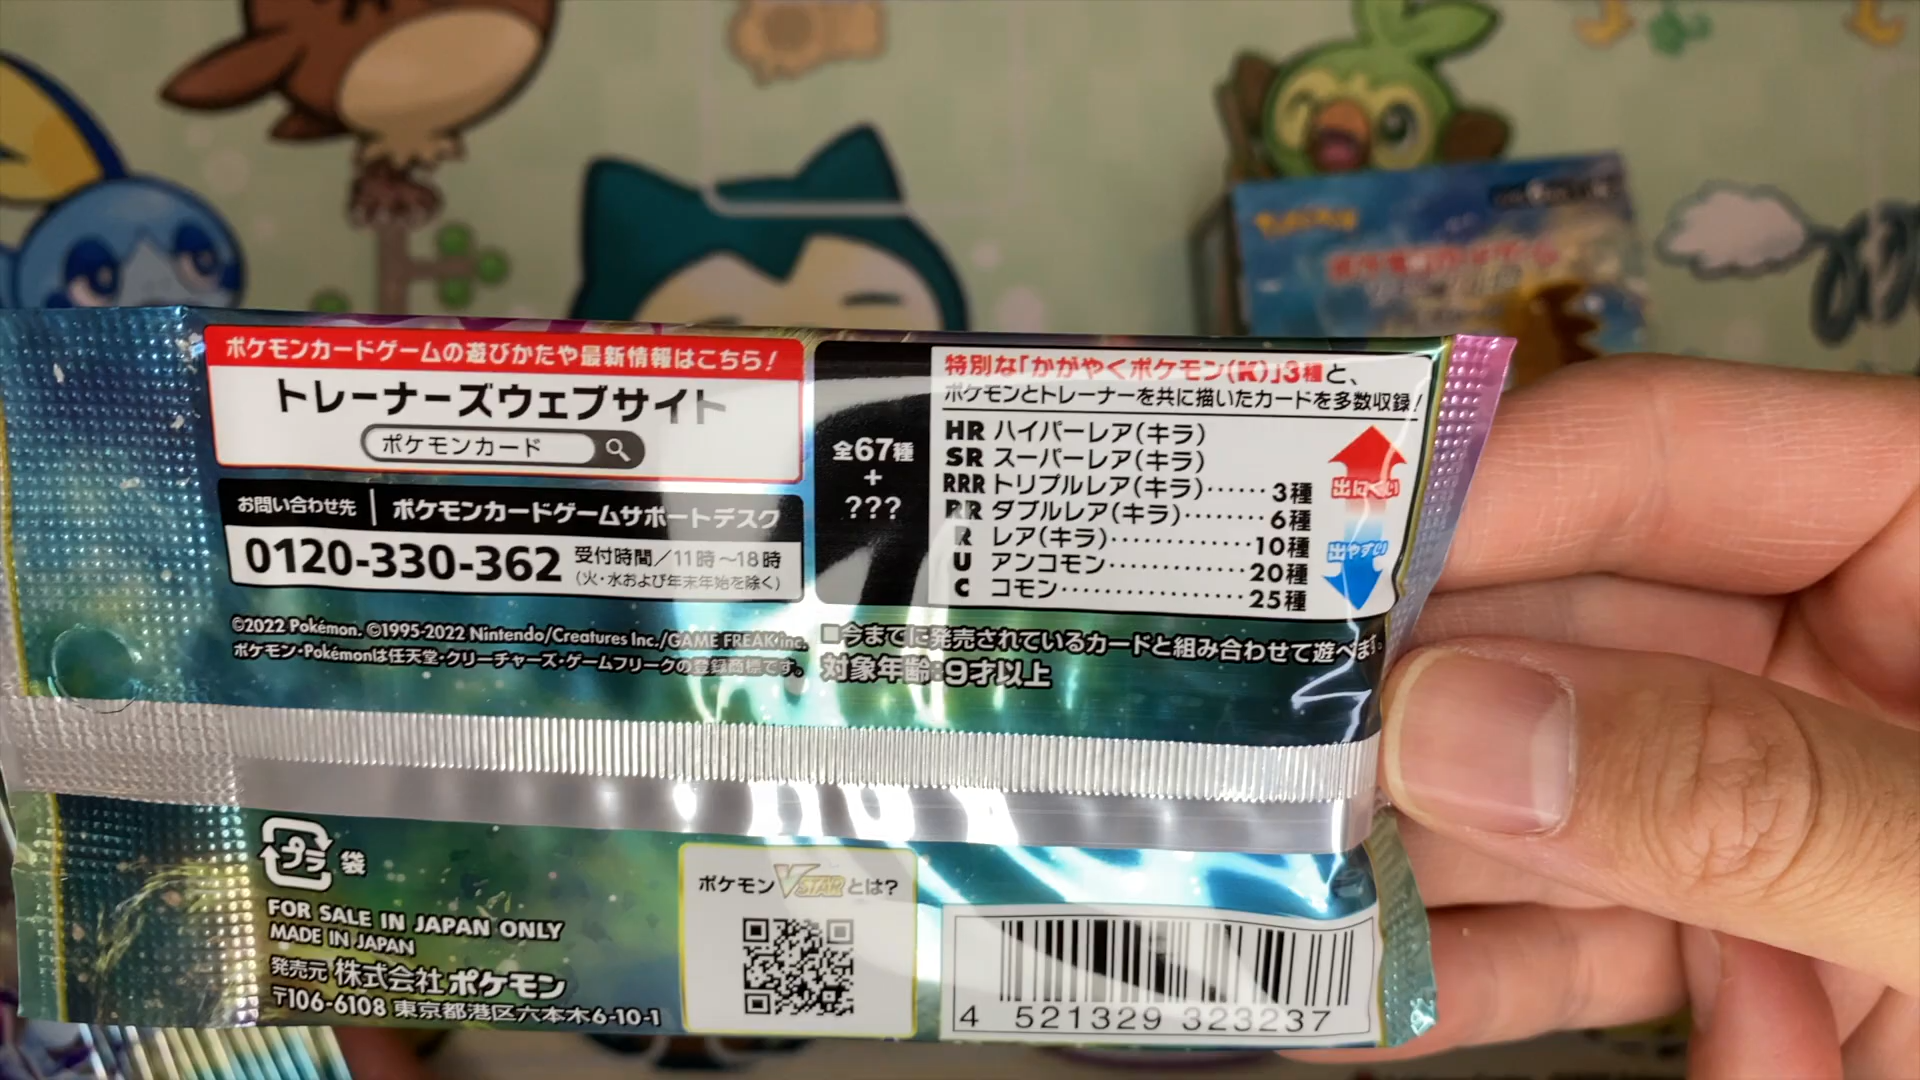 ポケモンカードゲームの遊びかたや最新情報はこちら!
トレーナーズウェブサイト
ポケモンカード
お問い合わせ先 ポケモンカードゲームサポートデスク
0120-330-362 受付時間/11時〜18時
(火・水および年末年始を除く)
©2022 Pokémon. ©1995-2022 Nintendo/Creatures Inc./GAME FREAK inc.
ポケモン・Pokémonは任天堂・クリーチャーズ・ゲームフリークの登録商標です。
全67種
+
???
特別な「かがやくポケモン(K)」3種と、
ポケモンとトレーナーを共に描いたカードを多数収録!
HR ハイパーレア(キラ)
SR スーパーレア(キラ)
RRR トリプルレア(キラ)……3種
RR ダブルレア(キラ)………6種
R レア(キラ)……………10種
U アンコモン……………20種
C コモン…………………25種
出にくい
出やすい
■今までに発売されているカードと組み合わせて遊べます。
対象年齢:9才以上
プラ 袋
FOR SALE IN JAPAN ONLY
MADE IN JAPAN
発売元 株式会社ポケモン
〒106-6108 東京都港区六本木6-10-1
ポケモンVSTARとは?
4 521329 323237